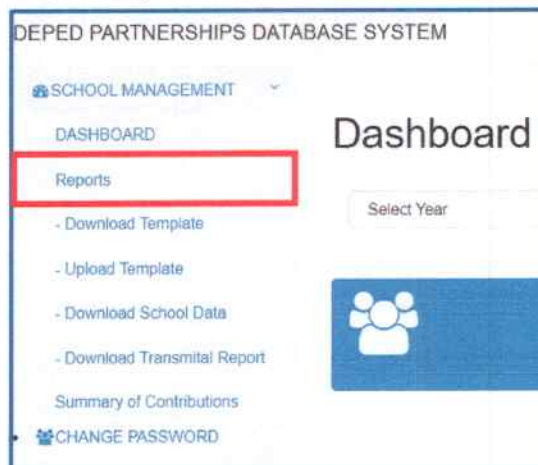 DEPED PARTNERSHIPS DATABASE SYSTEM
SCHOOL MANAGEMENT
DASHBOARD
Reports
- Download Template
- Upload Template
- Download School Data
- Download Transmital Report
Summary of Contributions
CHANGE PASSWORD
Dashboard
Select Year